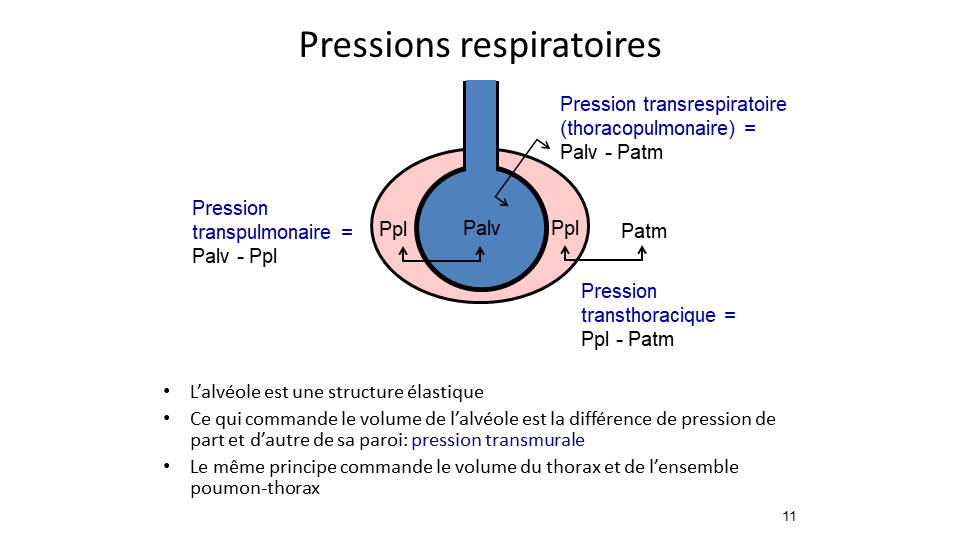 Pressions respiratoires
Pression transrespiratoire
(thoracopulmonaire) =
Palv - Patm
Pression
transpulmonaire =
Palv - Ppl
Ppl
Palv
Ppl
Patm
Pression
transthoracique =
Ppl - Patm
• L’alvéole est une structure élastique
• Ce qui commande le volume de l’alvéole est la différence de pression de
part et d’autre de sa paroi: pression transmurale
• Le même principe commande le volume du thorax et de l’ensemble
poumon-thorax
11